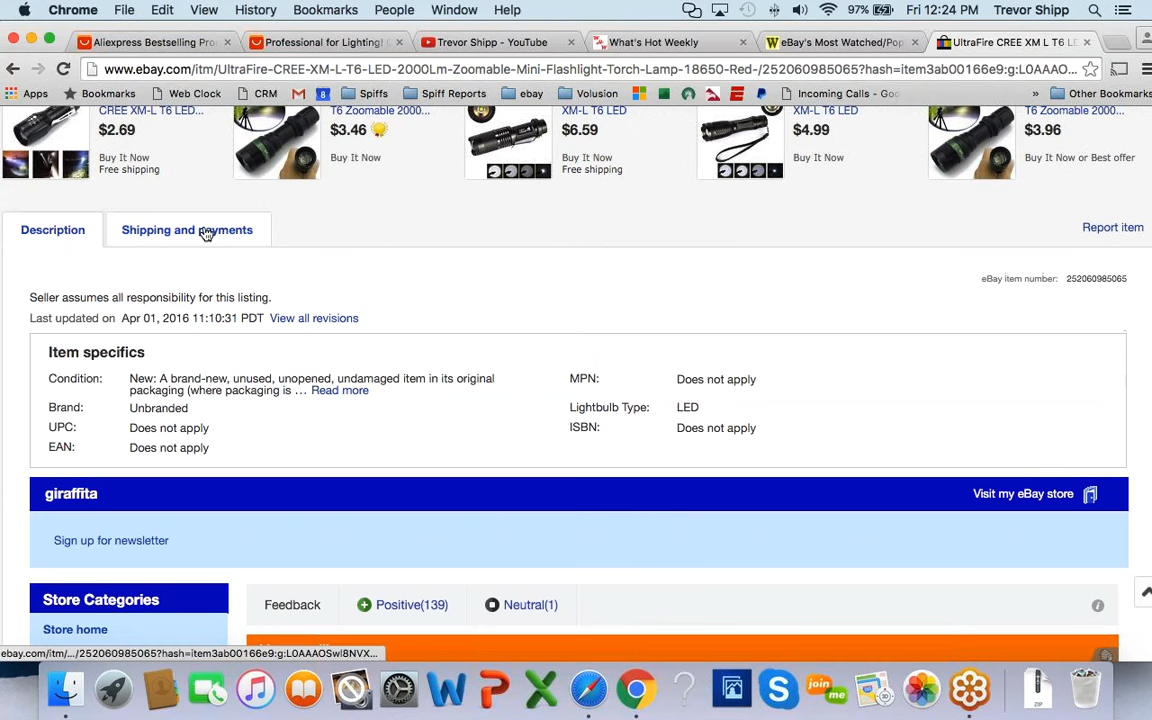 Chrome File Edit View History Bookmarks People Window Help 97% Fri 12:24 PM Trevor Shipp
Aliexpress Bestselling Pro × Professional for Lighting! × Trevor Shipp - YouTube × What's Hot Weekly × eBay's Most Watched/Pop × UltraFire CREE XM L T6 LE ×
www.ebay.com/itm/UltraFire-CREE-XM-L-T6-LED-2000Lm-Zoomable-Mini-Flashlight-Torch-Lamp-18650-Red-/252060985065?hash=item3ab00166e9:g:L0AAAO...
Apps Bookmarks Web Clock CRM 8 Spiffs Spiff Reports ebay Volusion Incoming Calls - Goo » Other Bookmarks
CREE XM-L T6 LED... T6 Zoomable 2000... XM-L T6 LED XM-L T6 LED T6 Zoomable 2000...
$2.69 $3.46 $6.59 $4.99 $3.96
Buy It Now Buy It Now Buy It Now Buy It Now Buy It Now or Best offer
Free shipping Free shipping
Description Shipping and payments Report item
eBay item number: 252060985065
Seller assumes all responsibility for this listing.
Last updated on Apr 01, 2016 11:10:31 PDT View all revisions
Item specifics
Condition: New: A brand-new, unused, unopened, undamaged item in its original packaging (where packaging is ... Read more
MPN: Does not apply
Brand: Unbranded
Lightbulb Type: LED
UPC: Does not apply
ISBN: Does not apply
EAN: Does not apply
giraffita Visit my eBay store
Sign up for newsletter
Store Categories
Feedback Positive(139) Neutral(1)
Store home
ebay.com/itm/.../252060985065?hash=item3ab00166e9:g:L0AAAOSwl8NVX...
join me
ZIP